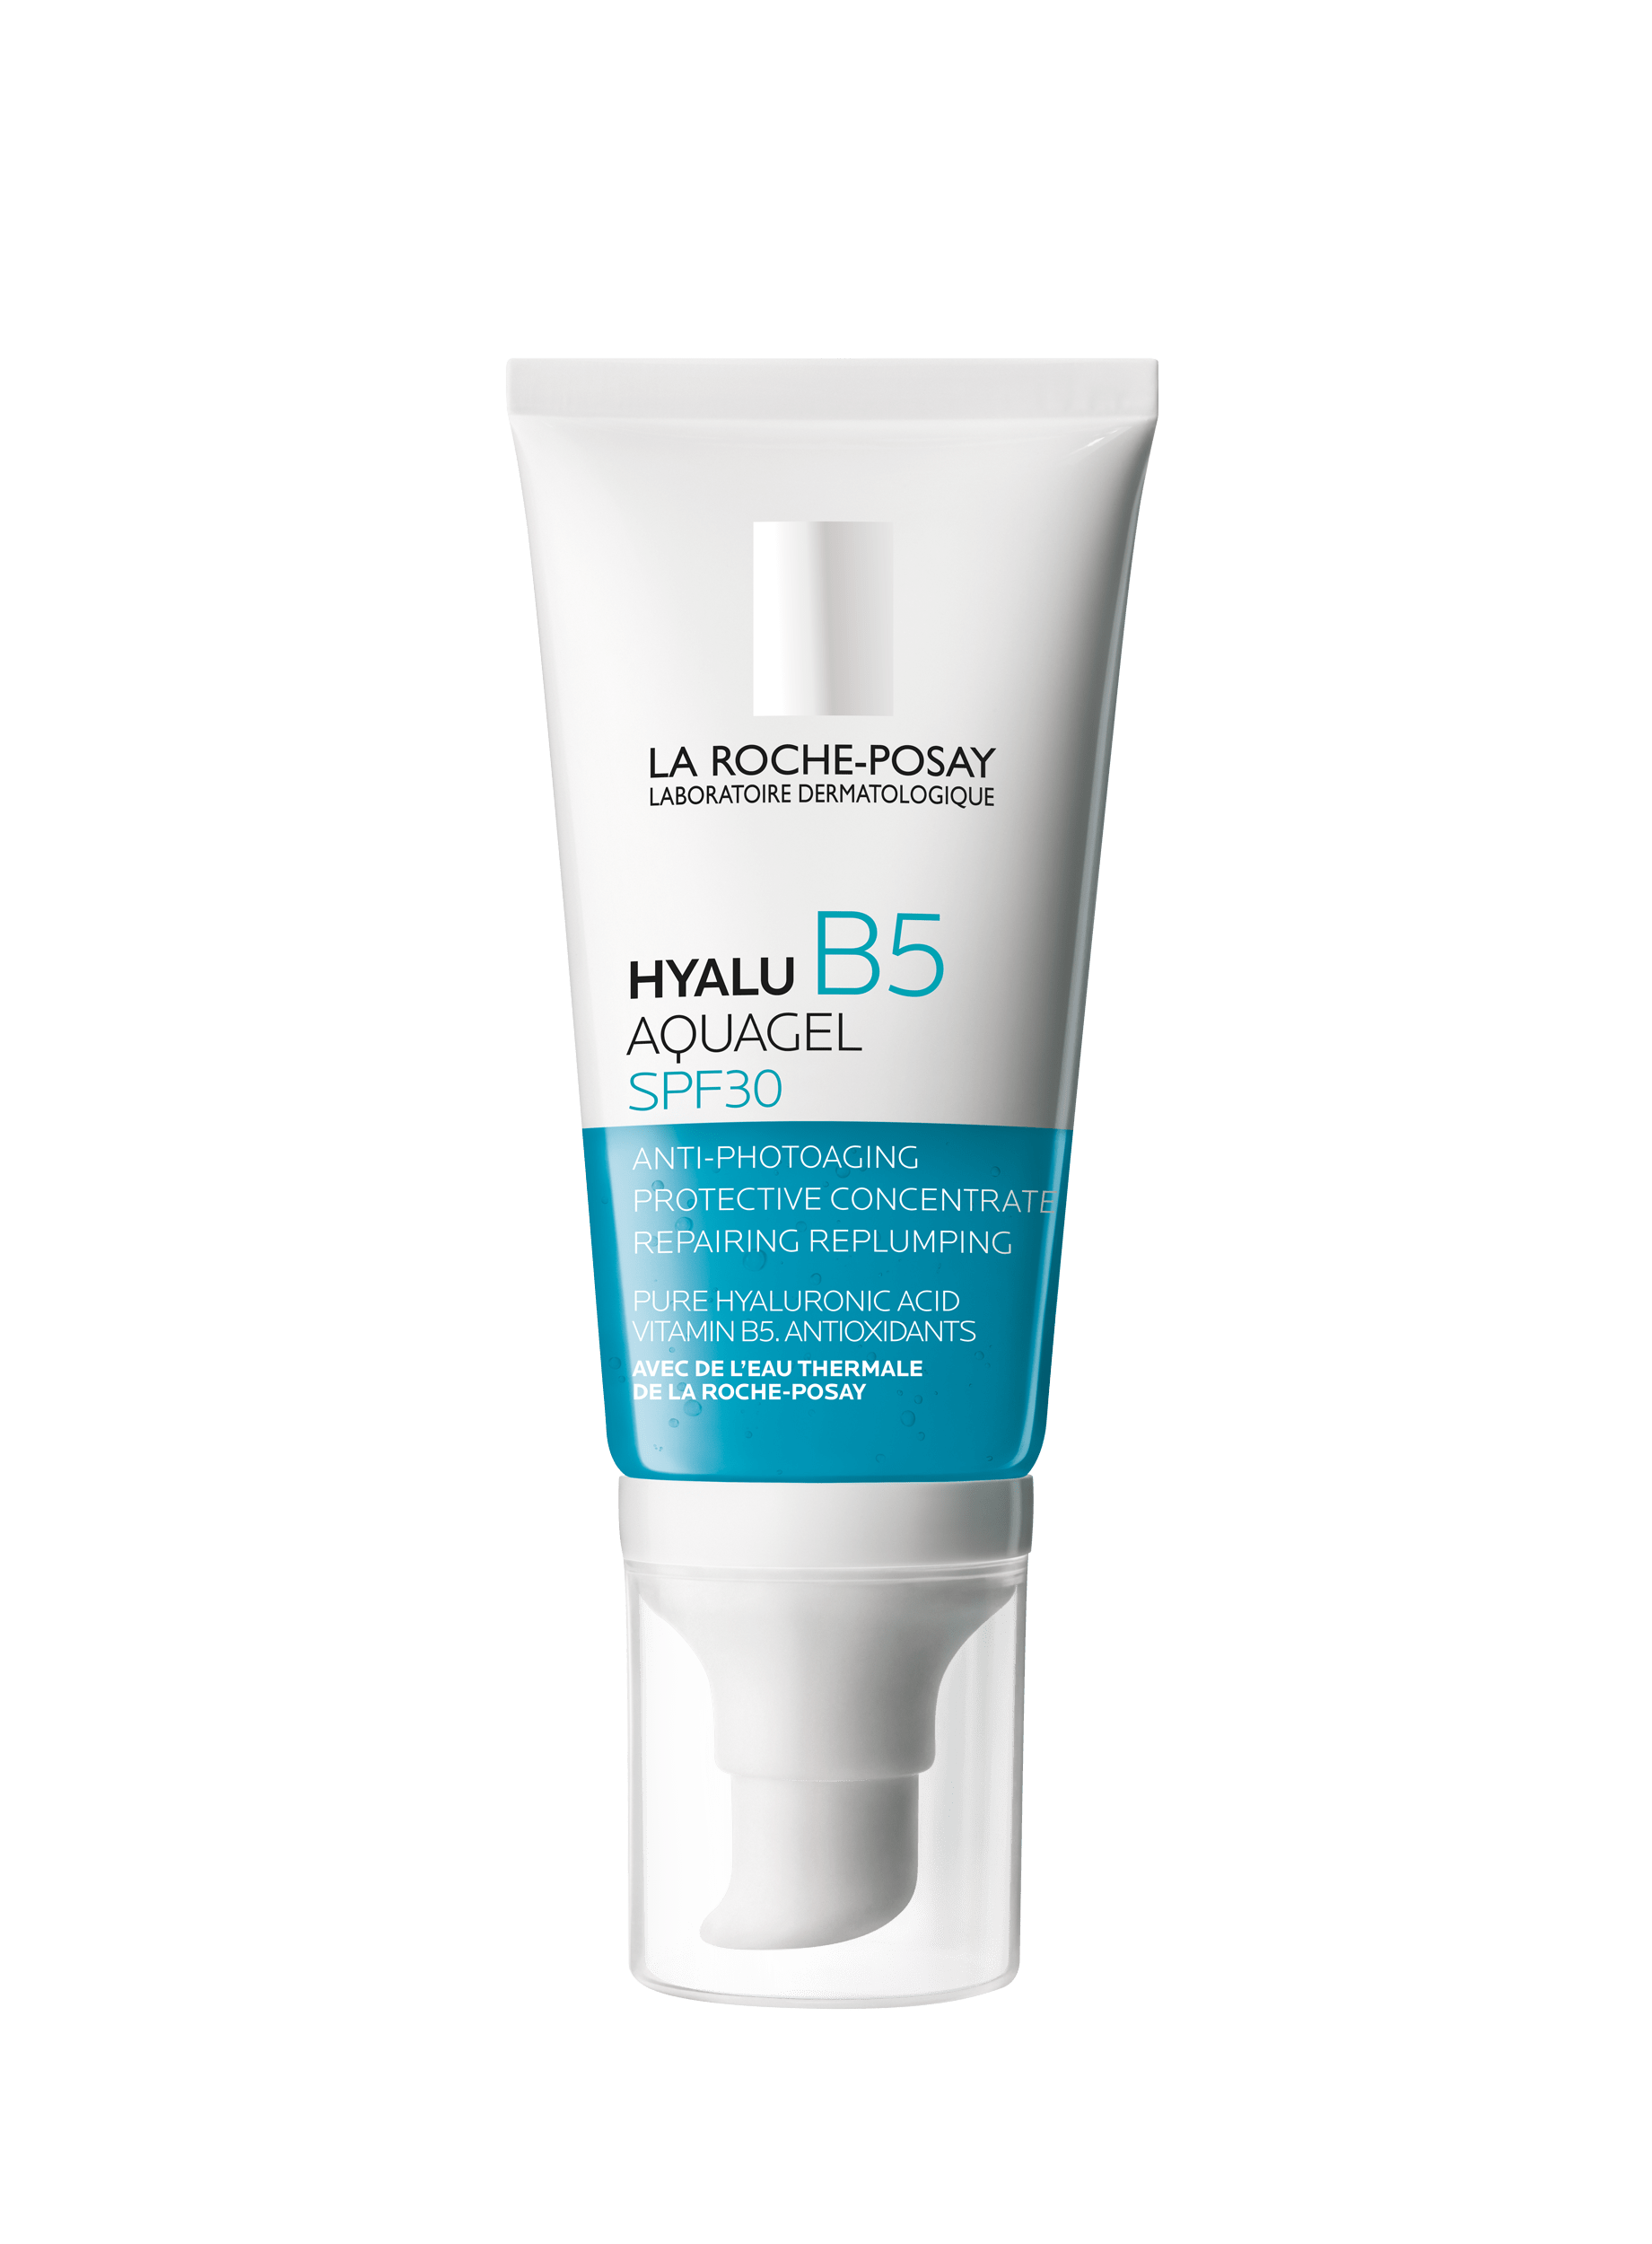 LA ROCHE-POSAY
LABORATOIRE DERMATOLOGIQUE
HYALU B5
AQUAGEL
SPF30
ANTI-PHOTOAGING
PROTECTIVE CONCENTRATE
REPAIRING REPLUMPING
PURE HYALURONIC ACID
VITAMIN B5. ANTIOXIDANTS
AVEC DE L'EAU THERMALE
DE LA ROCHE-POSAY